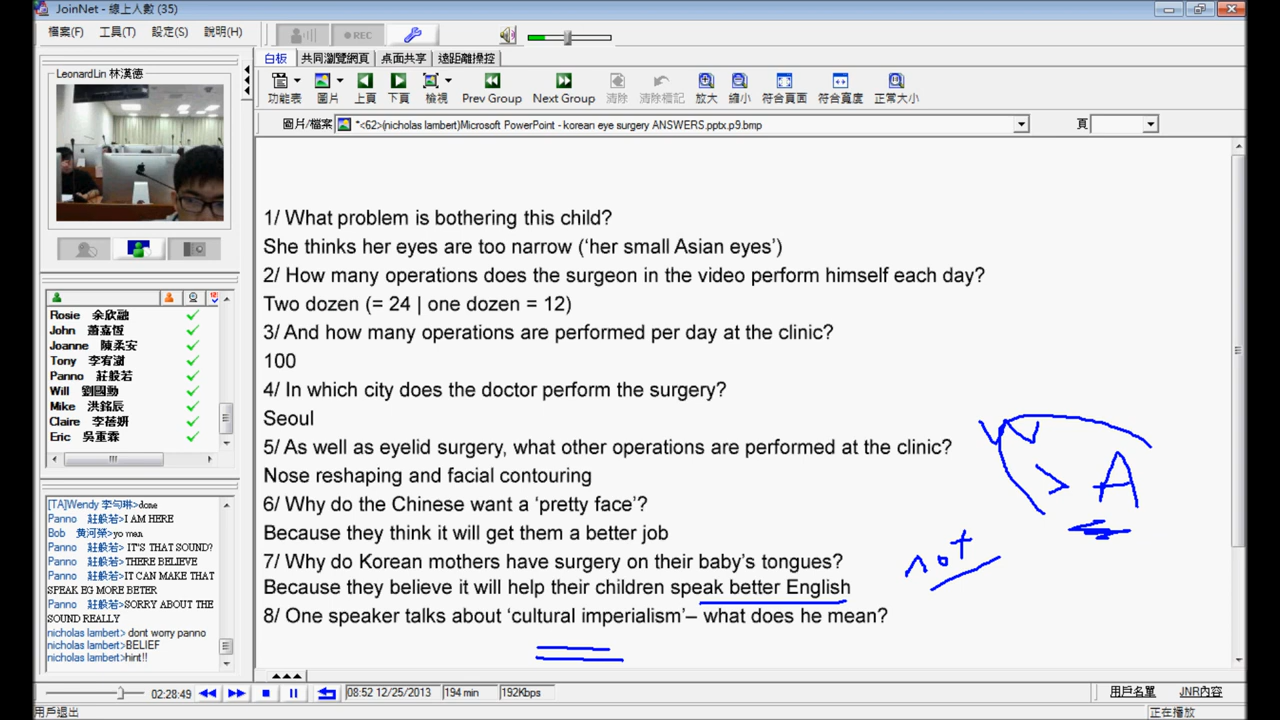 JoinNet - 線上人數 (35)
檔案(F) 工具(T) 設定(S) 說明(H)
REC
LeonardLin 林漢德
白板 共同瀏覽網頁 桌面共享 遠距離操控
功能表 圖片 上頁 下頁 檢視 Prev Group Next Group 清除 清除標記 放大 縮小 符合頁面 符合寬度 正常大小
圖片/檔案 *<62>(nicholas lambert)Microsoft PowerPoint - korean eye surgery ANSWERS.pptx.p9.bmp 頁
1/ What problem is bothering this child?
She thinks her eyes are too narrow (‘her small Asian eyes’)
2/ How many operations does the surgeon in the video perform himself each day?
Two dozen (= 24 | one dozen = 12)
3/ And how many operations are performed per day at the clinic?
100
4/ In which city does the doctor perform the surgery?
Seoul
5/ As well as eyelid surgery, what other operations are performed at the clinic?
Nose reshaping and facial contouring
6/ Why do the Chinese want a ‘pretty face’?
Because they think it will get them a better job
7/ Why do Korean mothers have surgery on their baby’s tongues?
Because they believe it will help their children speak better English
8/ One speaker talks about ‘cultural imperialism’– what does he mean?
W > A
not
Rosie 余欣融
John 蕭嘉恆
Joanne 陳柔安
Tony 李宥澍
Panno 莊般若
Will 劉國勳
Mike 洪銘辰
Claire 李蓓妍
Eric 吳重霖
[TA]Wendy 李勻琳>done
Panno 莊般若>I AM HERE
Bob 黄河榮>yo men
Panno 莊般若> IT'S THAT SOUND?
Panno 莊般若>THERE BELIEVE
Panno 莊般若>IT CAN MAKE THAT
SPEAK EG MORE BETER
Panno 莊般若>SORRY ABOUT THE
SOUND REALLY
nicholas lambert> dont worry panno
nicholas lambert>BELIEF
nicholas lambert>hint!!
02:28:49 08:52 12/25/2013 194 min 192Kbps 用戶名單 JNR內容
用戶退出 正在播放